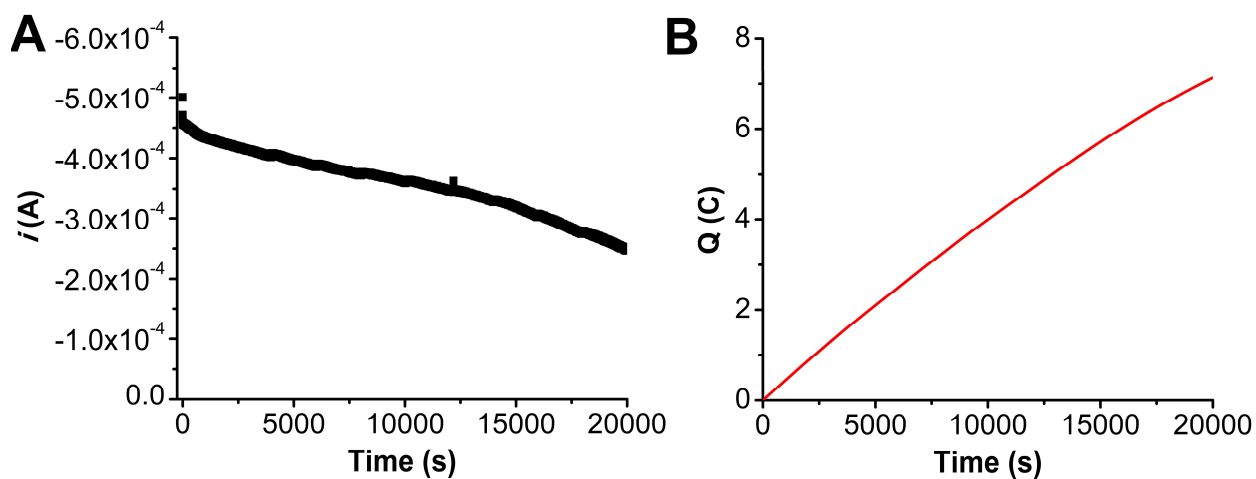 A
-6.0x10⁻⁴
-5.0x10⁻⁴
-4.0x10⁻⁴
-3.0x10⁻⁴
-2.0x10⁻⁴
-1.0x10⁻⁴
0.0
i (A)
0 5000 10000 15000 20000
Time (s)
B
8
6
4
2
0
Q (C)
0 5000 10000 15000 20000
Time (s)